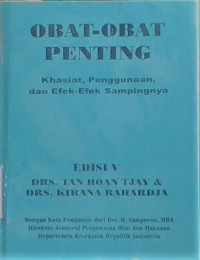 OBAT-OBAT
PENTING
Khasiat, Penggunaan,
dan Efek-Efek Sampingnya
EDISI V
DRS. TAN HOAN TJAY &
DRS. KIRANA RAHARDJA
Dengan Kata Pengantar dari Drs. H. Sampurno, MBA
Direktur Jenderal Pengawasan Obat dan Makanan
Departemen Kesehatan Republik Indonesia